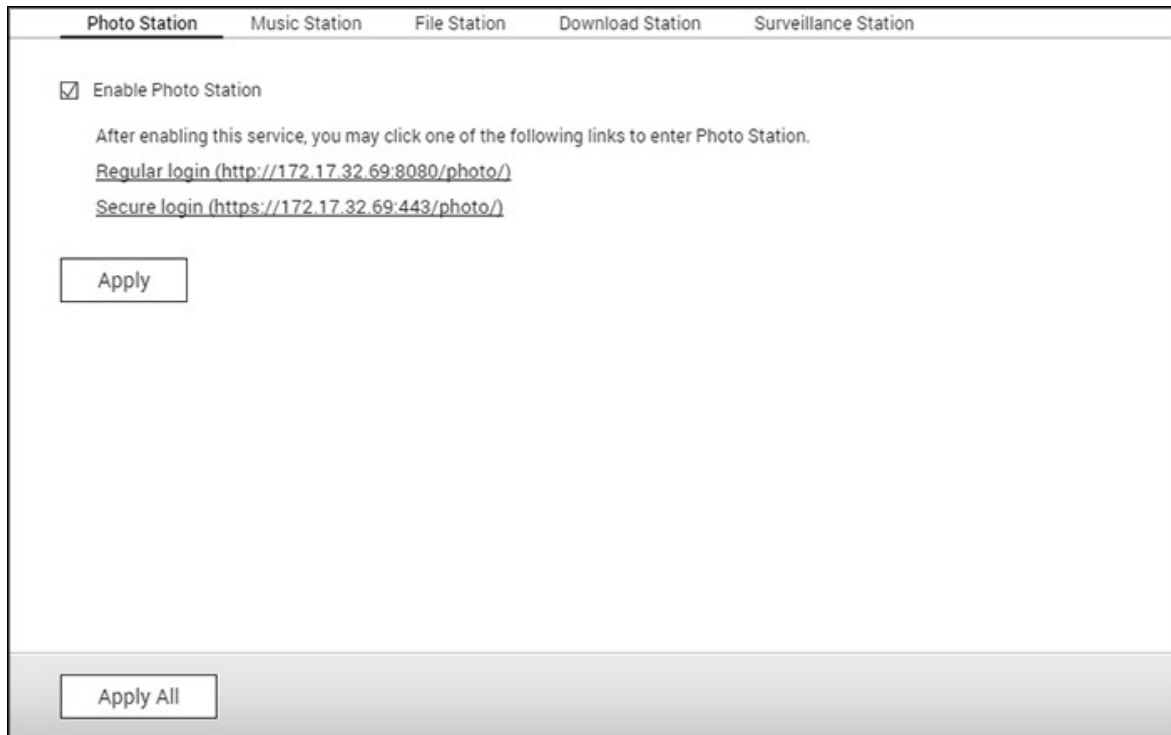 Photo Station Music Station File Station Download Station Surveillance Station
Enable Photo Station
After enabling this service, you may click one of the following links to enter Photo Station.
Regular login (http://172.17.32.69:8080/photo/)
Secure login (https://172.17.32.69:443/photo/)
Apply
Apply All